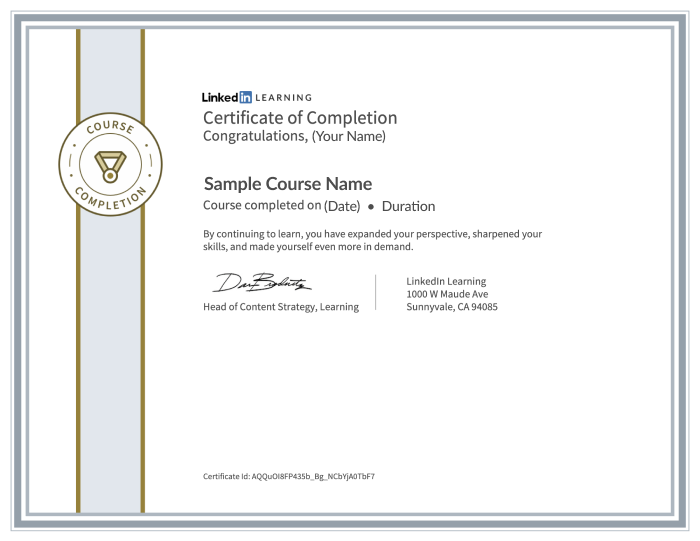 COURSE
COMPLETION
Linked in LEARNING
Certificate of Completion
Congratulations, (Your Name)
Sample Course Name
Course completed on (Date) • Duration
By continuing to learn, you have expanded your perspective, sharpened your
skills, and made yourself even more in demand.
Head of Content Strategy, Learning
LinkedIn Learning
1000 W Maude Ave
Sunnyvale, CA 94085
Certificate Id: AQQuOI8FP435b_Bg_NCbYjA0TbF7